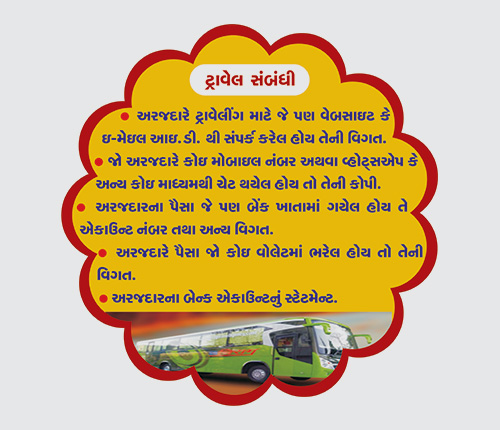 ટ્રાવેલ સંબંધી
• અરજદારે ટ્રાવેલીંગ માટે જે પણ વેબસાઇટ કે
ઇ-મેઇલ આઇ.ડી. થી સંપર્ક કરેલ હોય તેની વિગત.
• જો અરજદારે કોઇ મોબાઇલ નંબર અથવા વ્હોટ્સએપ કે
અન્ય કોઇ માધ્યમથી ચેટ થયેલ હોય તો તેની કોપી.
• અરજદારના પૈસા જે પણ બેંક ખાતામાં ગયેલ હોય તે
એકાઉન્ટ નંબર તથા અન્ય વિગત.
• અરજદારે પૈસા જો કોઇ વોલેટમાં ભરેલ હોય તો તેની
વિગત.
• અરજદારના બેન્ક એકાઉન્ટનું સ્ટેટમેન્ટ.